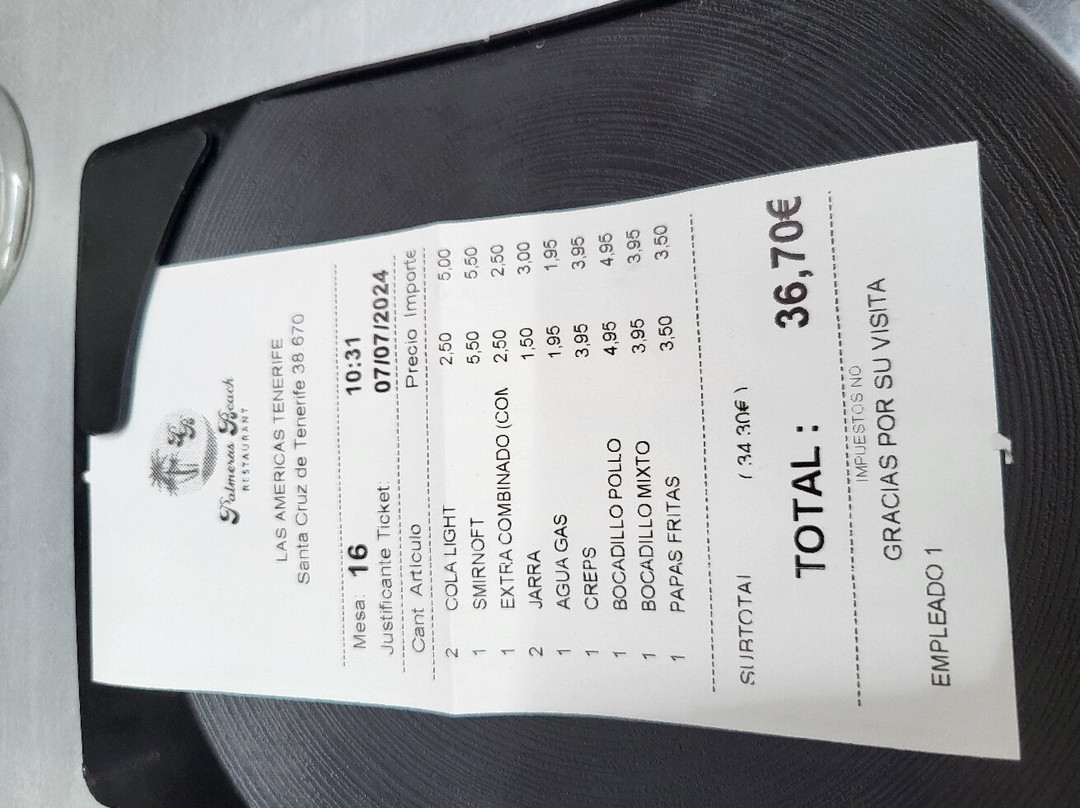 Palmeras Beach
RESTAURANT
LAS AMERICAS TENERIFE
Santa Cruz de Tenerife 38 670
Mesa: 16 10:31
Justificante Ticket: 07/07/2024
Cant Artículo Precio Importe
2 COLA LIGHT 2,50 5,00
1 SMIRNOFT 5,50 5,50
1 EXTRA COMBINADO (CON 2,50 2,50
2 JARRA 1,50 3,00
1 AGUA GAS 1,95 1,95
1 CREPS 3,95 3,95
1 BOCADILLO POLLO 4,95 4,95
1 BOCADILLO MIXTO 3,95 3,95
1 PAPAS FRITAS 3,50 3,50
SUBTOTAL ( 34.30€ )
TOTAL : 36,70€
IMPUESTOS NO
GRACIAS POR SU VISITA
EMPLEADO 1